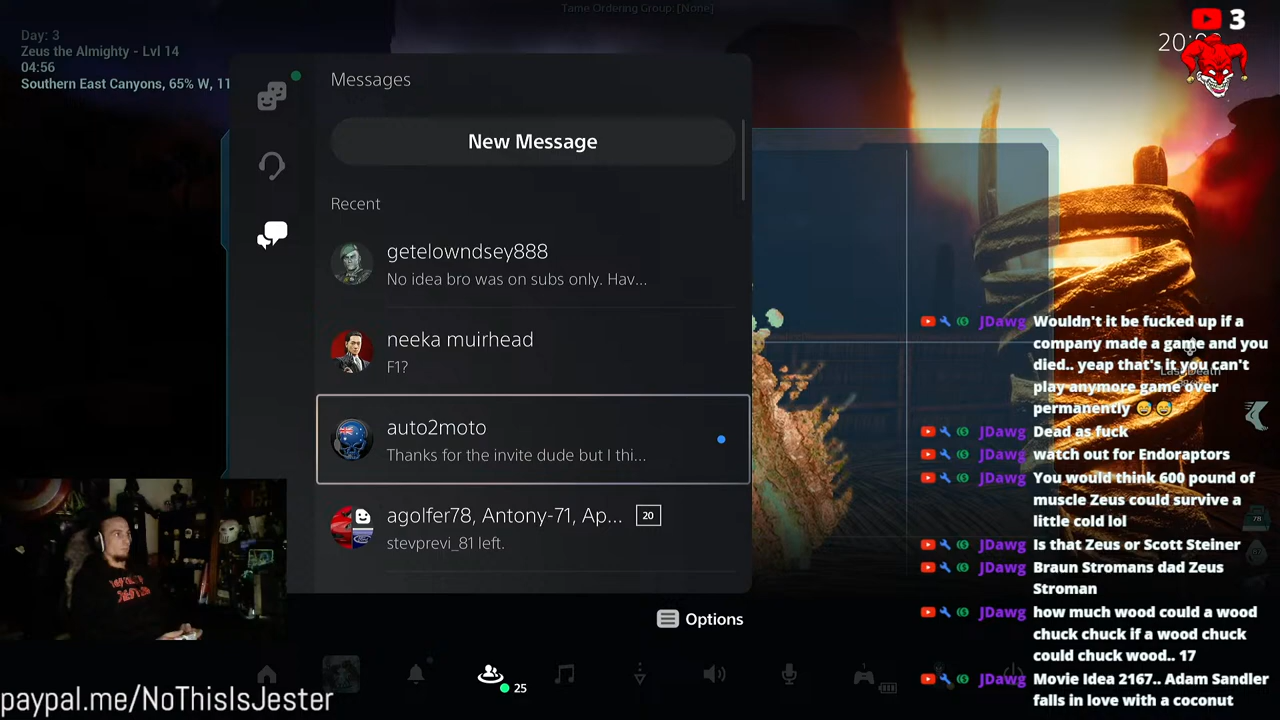 Tame Ordering Group: [None]
Day: 3
Zeus the Almighty - Lvl 14
04:56
Southern East Canyons, 65% W, 11
3
Messages
New Message
Recent
getelowndsey888
No idea bro was on subs only. Hav...
neeka muirhead
F1?
auto2moto
Thanks for the invite dude but I thi...
agolfer78, Antony-71, Ap... 20
stevprevi_81 left.
Options
25
JDawg Wouldn't it be fucked up if a
company made a game and you
died.. yeap that's it you can't
play anymore game over
permanently 😅 😅
JDawg Dead as fuck
JDawg watch out for Endoraptors
JDawg You would think 600 pound of
muscle Zeus could survive a
little cold lol
JDawg Is that Zeus or Scott Steiner
JDawg Braun Stromans dad Zeus
Stroman
JDawg how much wood could a wood
chuck chuck if a wood chuck
could chuck wood.. 17
JDawg Movie Idea 2167.. Adam Sandler
falls in love with a coconut
78
paypal.me/NoThisIsJester